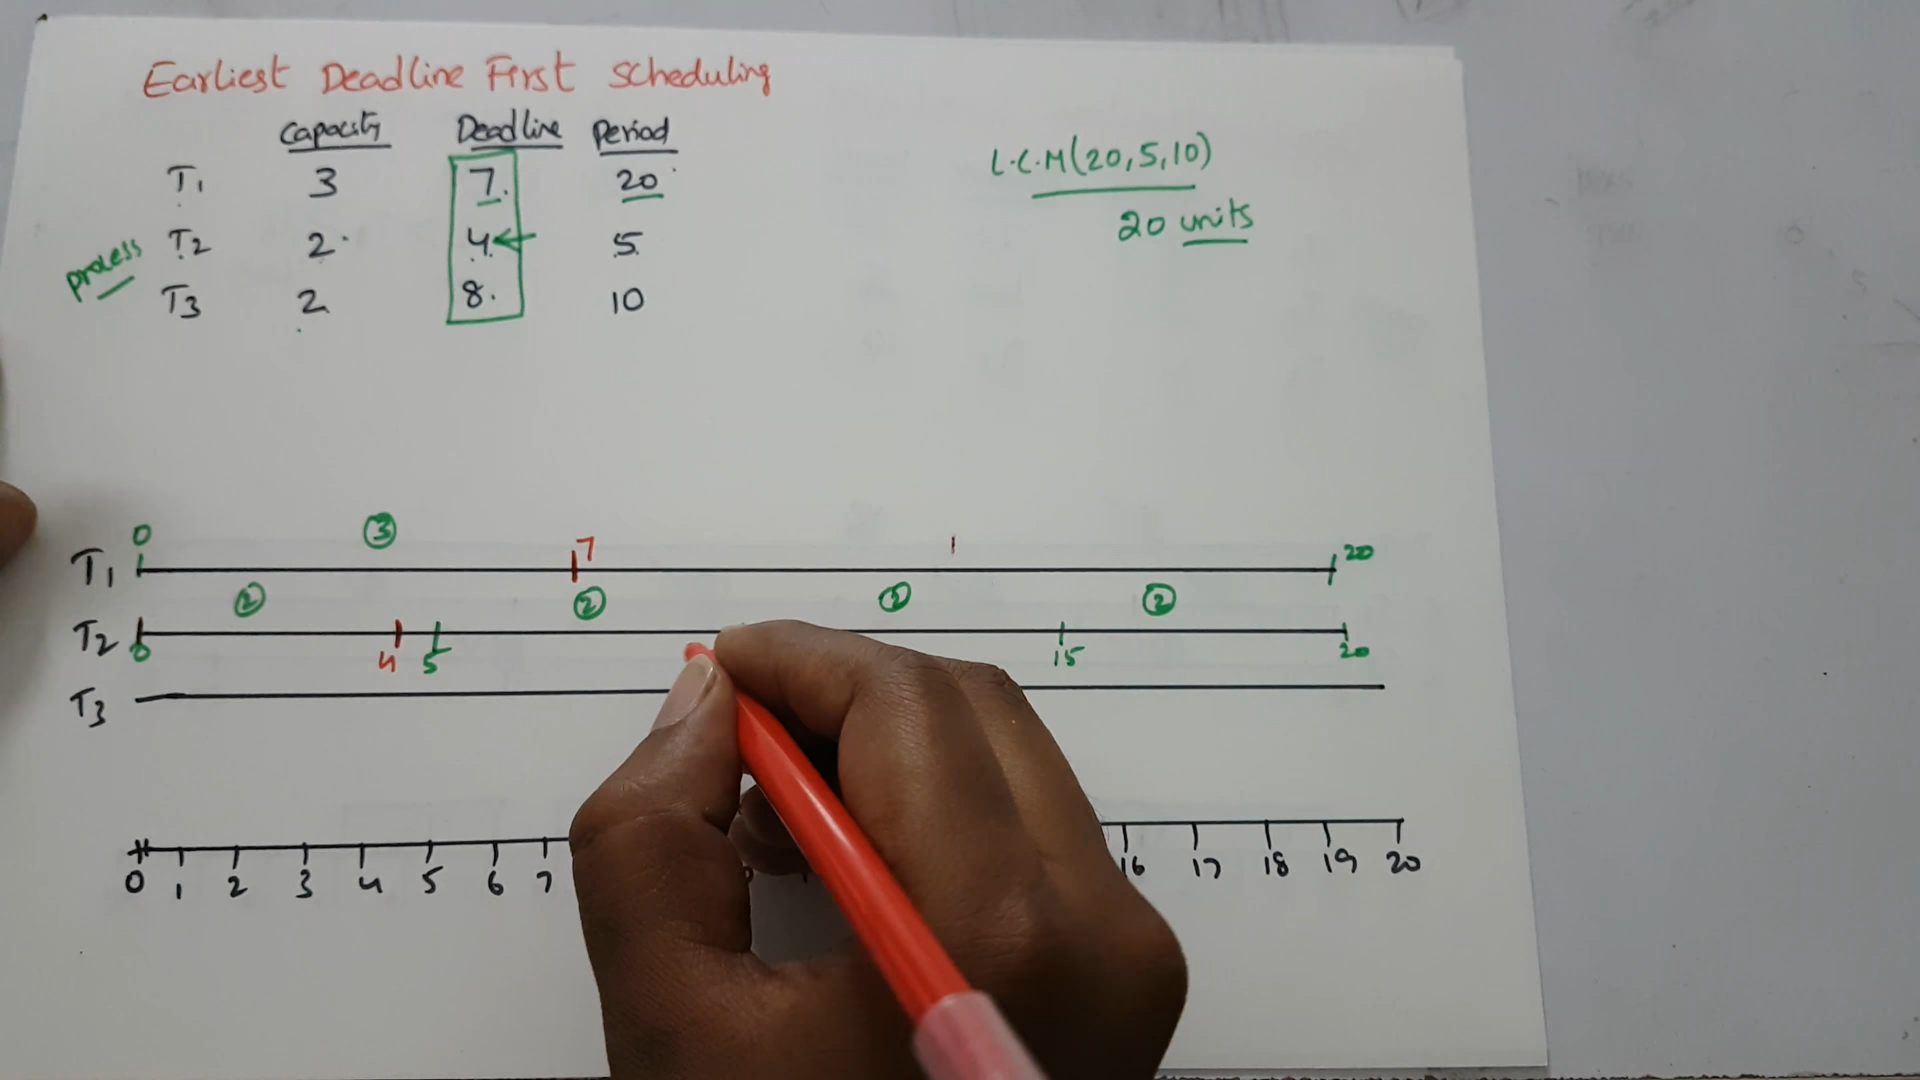 Earliest Deadline First Scheduling
Capacity Deadline Period
T1 3 7. 20
T2 2 4 5
T3 2 8. 10
process
L.C.M(20,5,10)
20 units
0 3 7 20
T1
2 2 2 2
T2
0 4 5 15 20
T3
0 1 2 3 4 5 6 7 16 17 18 19 20